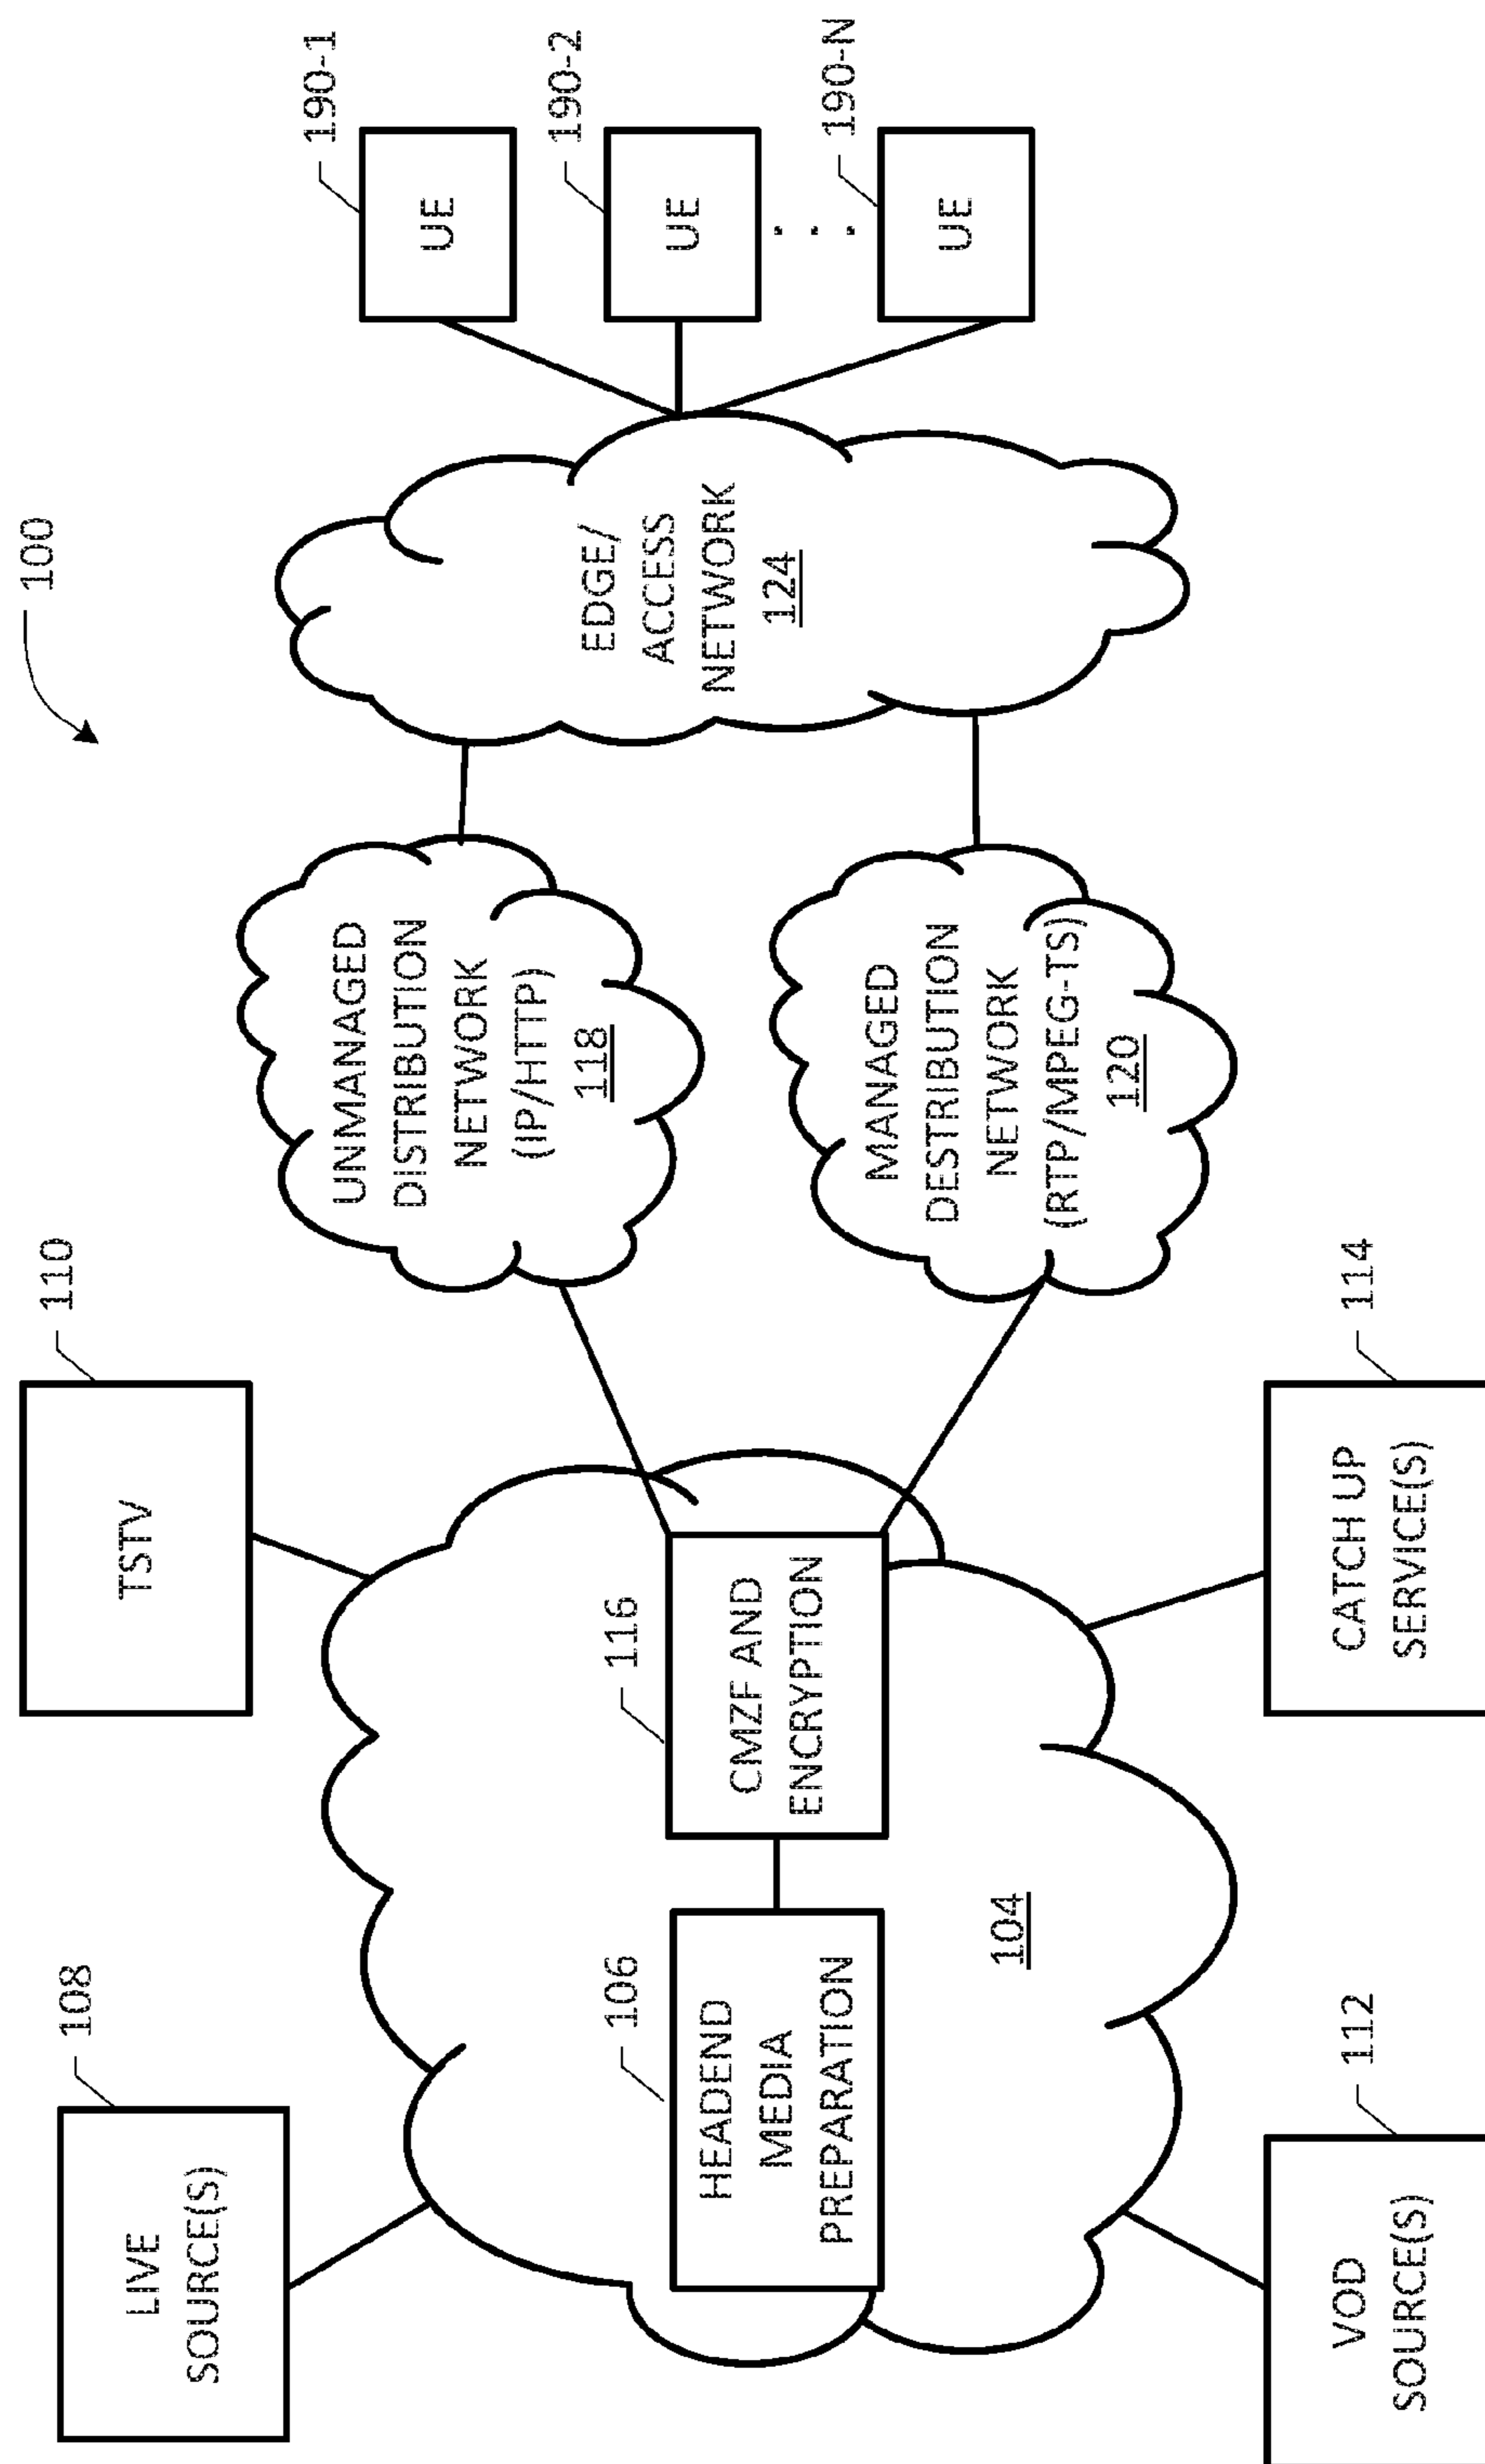 100
LIVE
SOURCE(S)
108
TSTV
110
HEADEND
MEDIA
PREPARATION
106
CMZF AND
ENCRYPTION
116
104
VOD
SOURCE(S)
112
CATCH UP
SERVICE(S)
114
UNMANAGED
DISTRIBUTION
NETWORK
(IP/HTTP)
118
MANAGED
DESTRIBUTION
NETWORK
(RTP/MPEG-TS)
120
EDGE/
ACCESS
NETWORK
124
UE
190-1
UE
190-2
UE
190-N